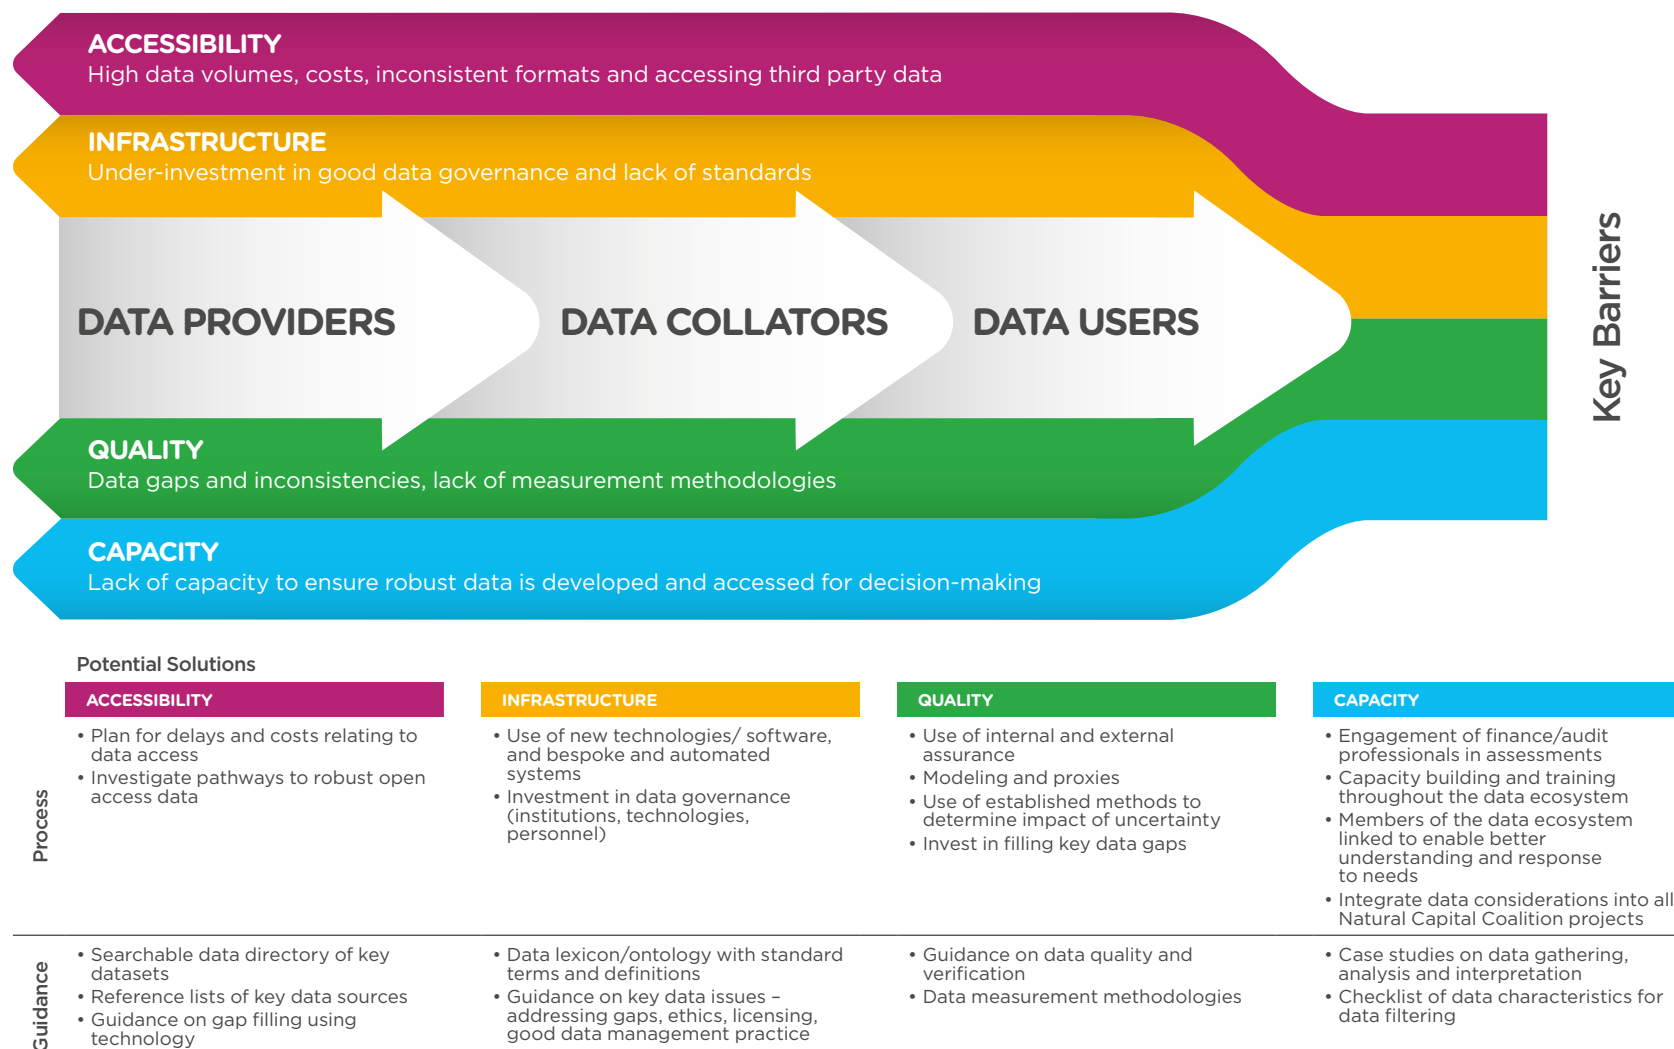 ACCESSIBILITY
High data volumes, costs, inconsistent formats and accessing third party data
INFRASTRUCTURE
Under-investment in good data governance and lack of standards
DATA PROVIDERS
DATA COLLATORS
DATA USERS
Key Barriers
QUALITY
Data gaps and inconsistencies, lack of measurement methodologies
CAPACITY
Lack of capacity to ensure robust data is developed and accessed for decision-making
Potential Solutions
Process
ACCESSIBILITY
• Plan for delays and costs relating to
data access
• Investigate pathways to robust open
access data
INFRASTRUCTURE
• Use of new technologies/ software,
and bespoke and automated
systems
• Investment in data governance
(institutions, technologies,
personnel)
QUALITY
• Use of internal and external
assurance
• Modeling and proxies
• Use of established methods to
determine impact of uncertainty
• Invest in filling key data gaps
CAPACITY
• Engagement of finance/audit
professionals in assessments
• Capacity building and training
throughout the data ecosystem
• Members of the data ecosystem
linked to enable better
understanding and response
to needs
• Integrate data considerations into all
Natural Capital Coalition projects
Guidance
• Searchable data directory of key
datasets
• Reference lists of key data sources
• Guidance on gap filling using
technology
• Data lexicon/ontology with standard
terms and definitions
• Guidance on key data issues –
addressing gaps, ethics, licensing,
good data management practice
• Guidance on data quality and
verification
• Data measurement methodologies
• Case studies on data gathering,
analysis and interpretation
• Checklist of data characteristics for
data filtering